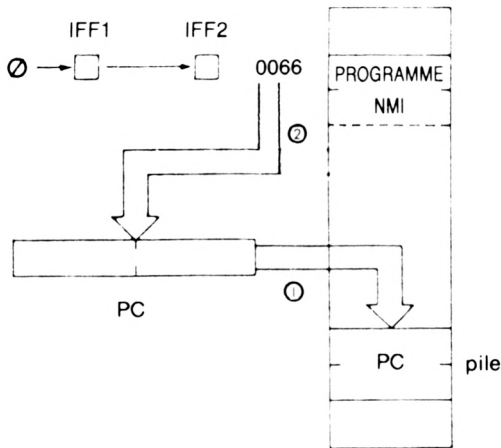 IFF1 IFF2
Ø
0066
PROGRAMME
NMI
②
①
PC
PC
pile